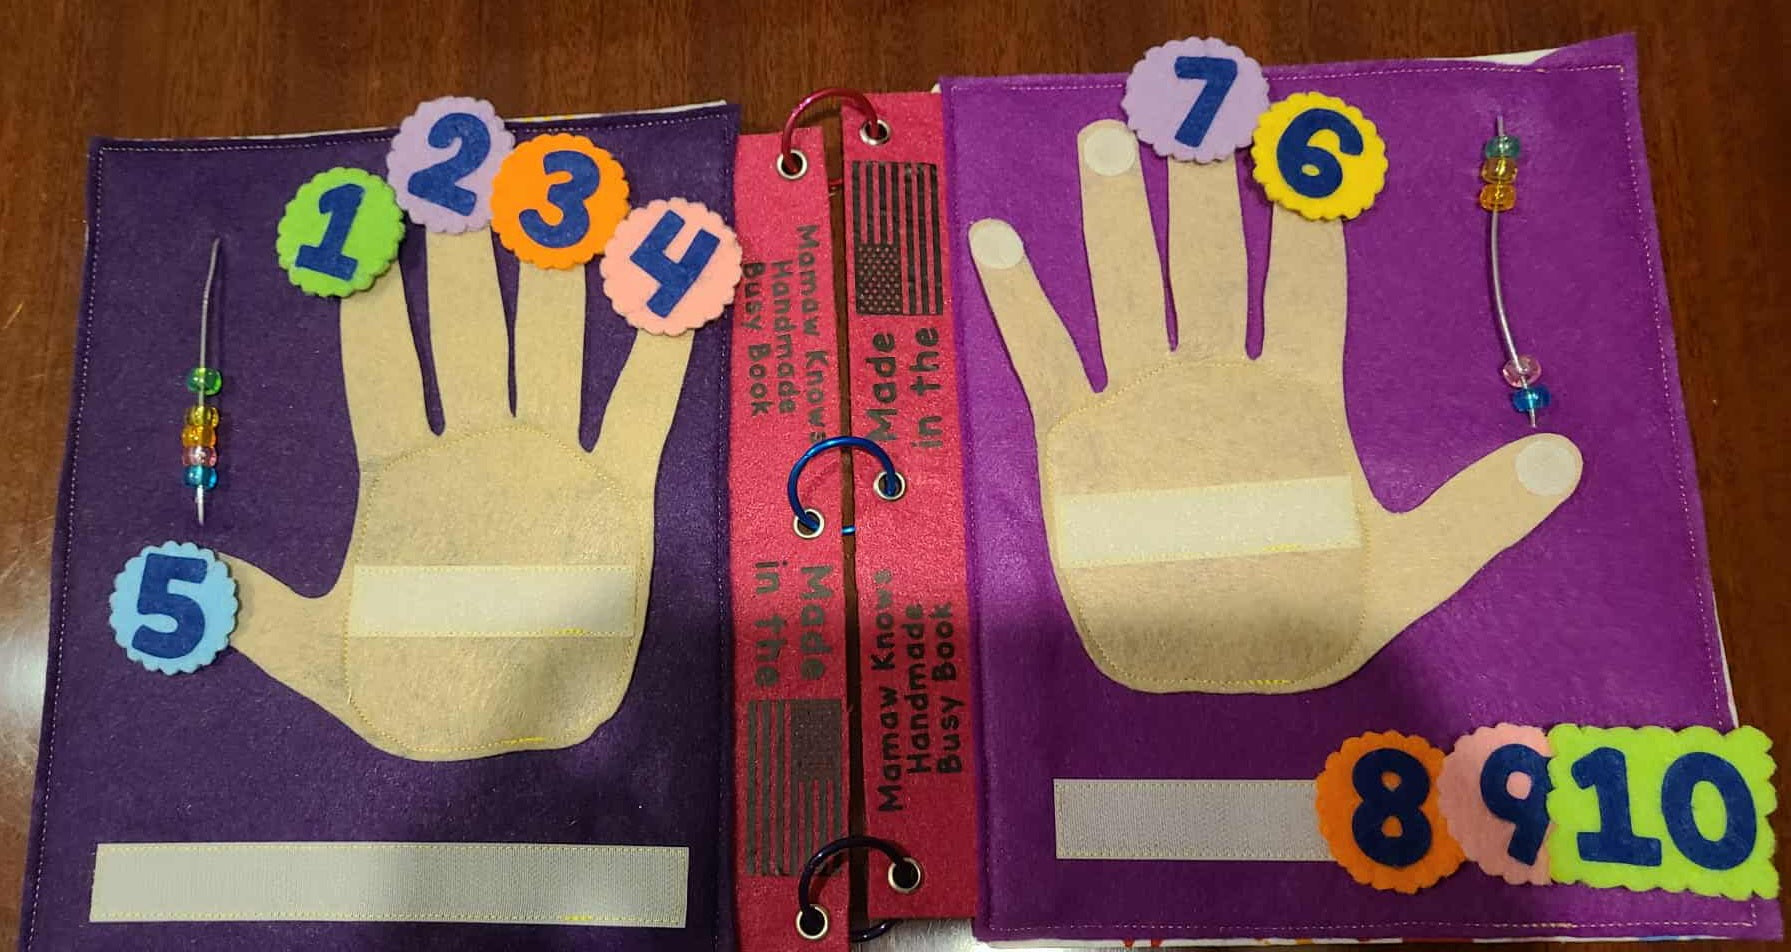 1
2
3
4
5
Mamaw Knows
Handmade
Busy Book
Made
in the
Made
in the
Mamaw Knows
Handmade
Busy Book
7
6
8
9
10